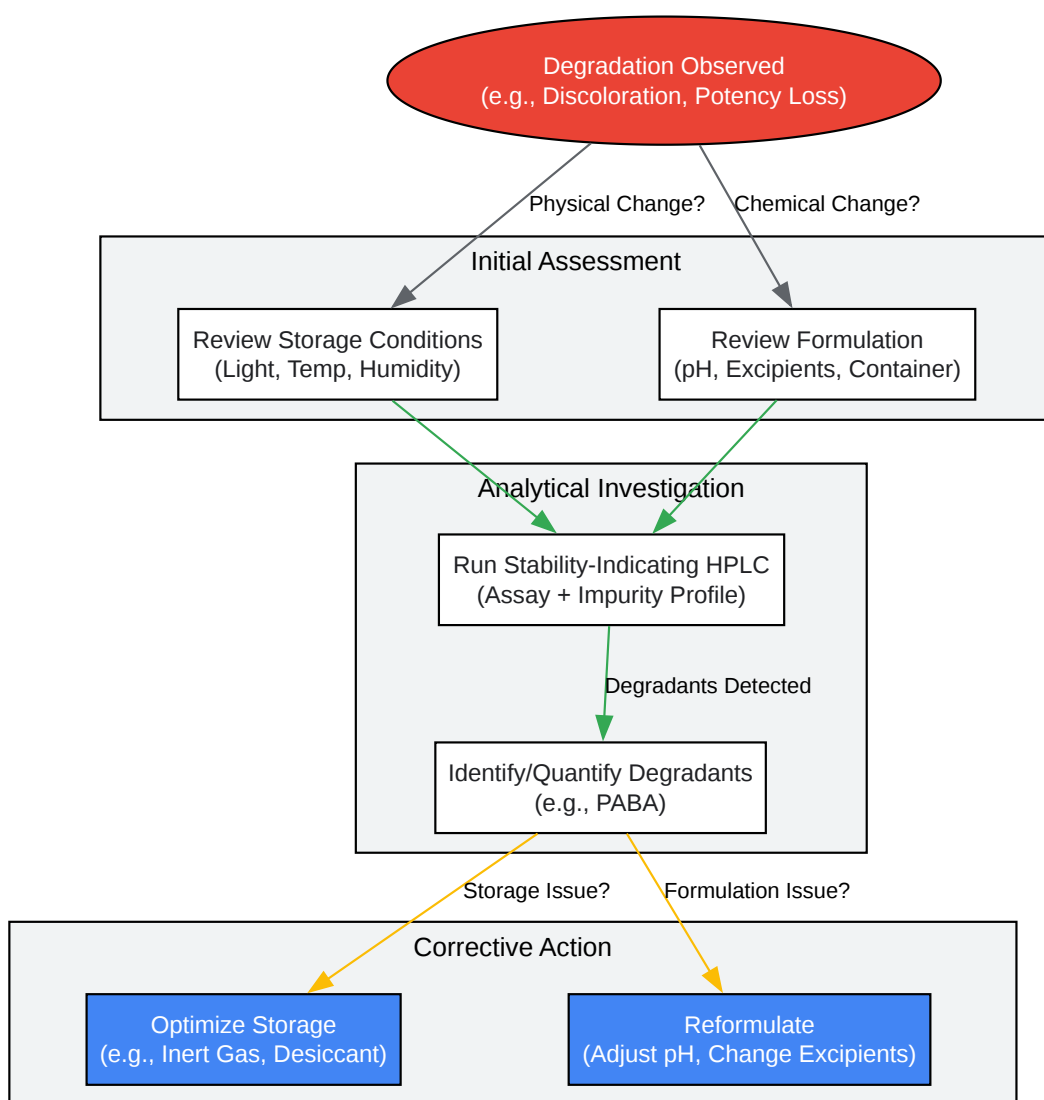 Degradation Observed
(e.g., Discoloration, Potency Loss)
Physical Change?
Chemical Change?
Initial Assessment
Review Storage Conditions
(Light, Temp, Humidity)
Review Formulation
(pH, Excipients, Container)
Analytical Investigation
Run Stability-Indicating HPLC
(Assay + Impurity Profile)
Degradants Detected
Identify/Quantify Degradants
(e.g., PABA)
Storage Issue?
Formulation Issue?
Corrective Action
Optimize Storage
(e.g., Inert Gas, Desiccant)
Reformulate
(Adjust pH, Change Excipients)